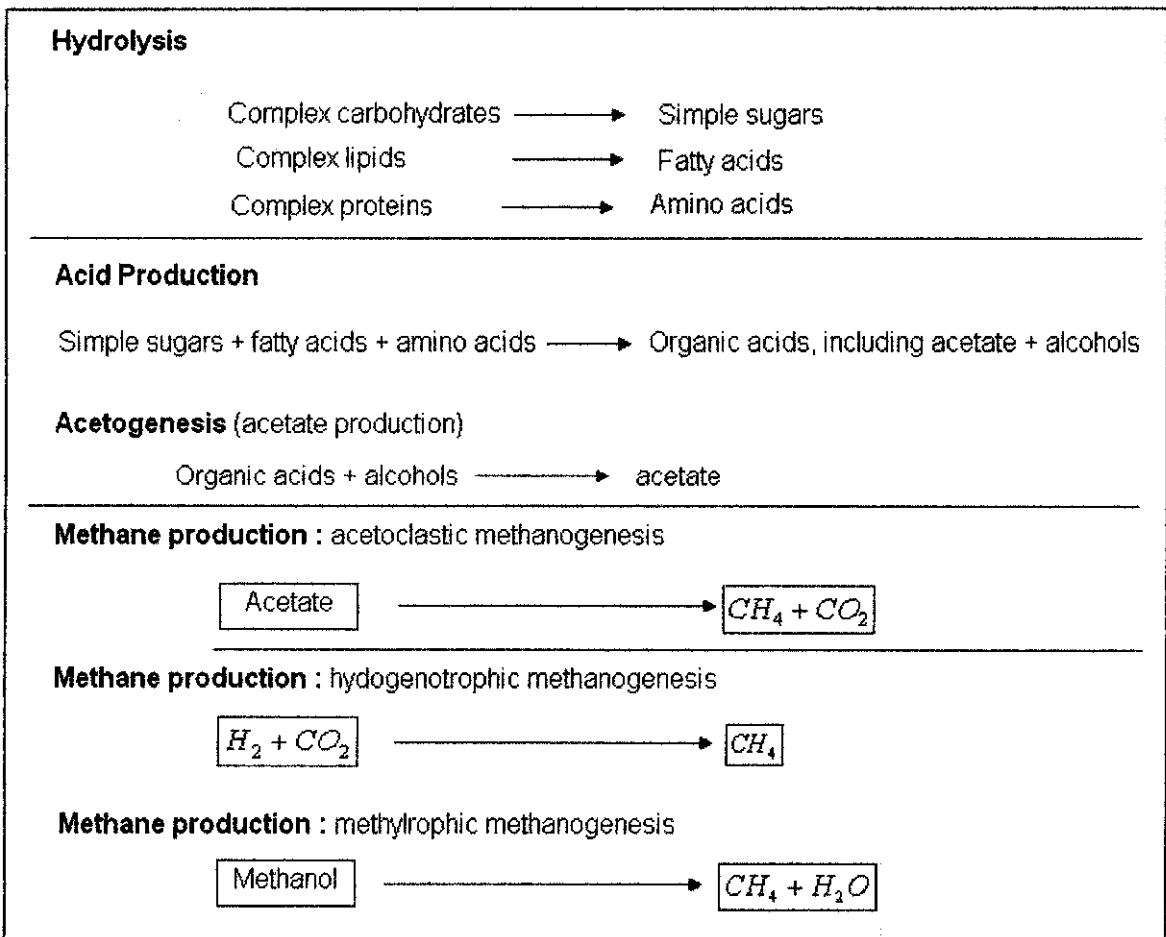 Hydrolysis
Complex carbohydrates → Simple sugars
Complex lipids → Fatty acids
Complex proteins → Amino acids
Acid Production
Simple sugars + fatty acids + amino acids → Organic acids, including acetate + alcohols
Acetogenesis (acetate production)
Organic acids + alcohols → acetate
Methane production : acetoclastic methanogenesis
Acetate → CH₄ + CO₂
Methane production : hydogenotrophic methanogenesis
H₂ + CO₂ → CH₄
Methane production : methylrophic methanogenesis
Methanol → CH₄ + H₂O